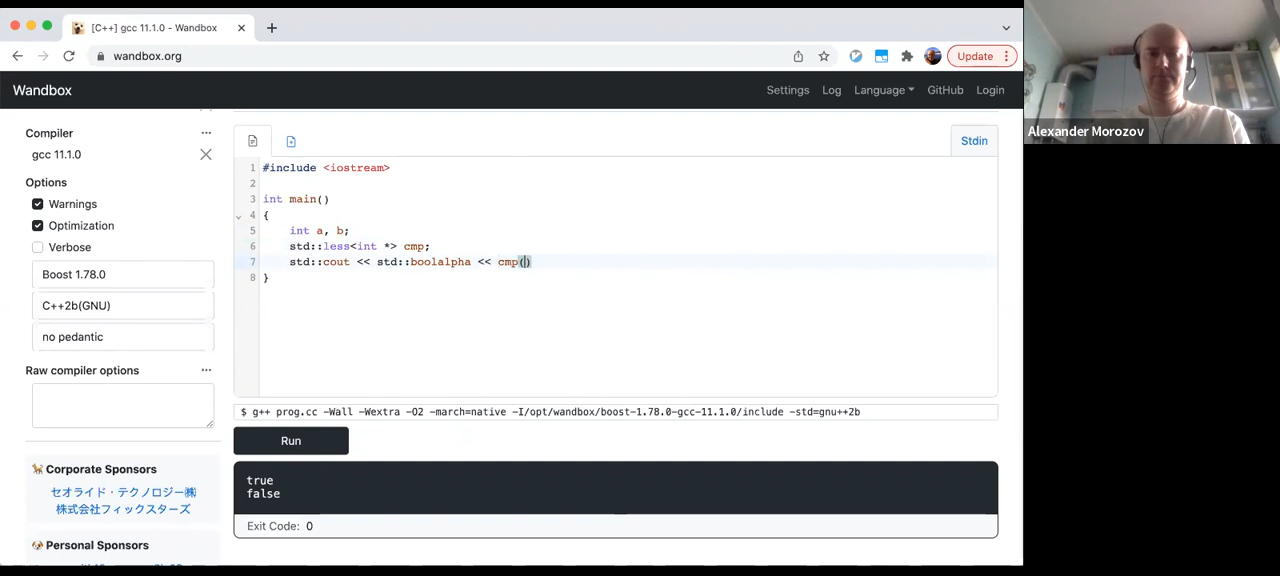 [C++] gcc 11.1.0 - Wandbox
wandbox.org
Update
Wandbox
Settings Log Language GitHub Login
Compiler
gcc 11.1.0
Options
Warnings
Optimization
Verbose
Boost 1.78.0
C++2b(GNU)
no pedantic
Raw compiler options
Corporate Sponsors
セオライド・テクノロジー㈱
株式会社フィックスターズ
Personal Sponsors
Stdin
1 #include <iostream>
2
3 int main()
4 {
5 int a, b;
6 std::less<int *> cmp;
7 std::cout << std::boolalpha << cmp()
8 }
$ g++ prog.cc -Wall -Wextra -O2 -march=native -I/opt/wandbox/boost-1.78.0-gcc-11.1.0/include -std=gnu++2b
Run
true
false
Exit Code: 0
Alexander Morozov